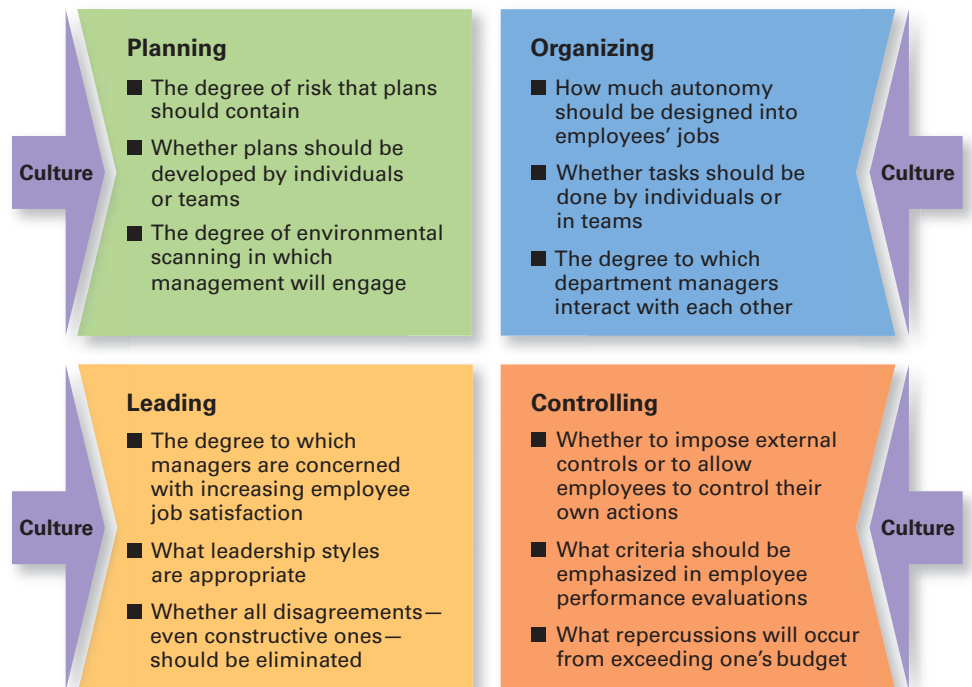 Culture
Planning
■ The degree of risk that plans
should contain
■ Whether plans should be
developed by individuals
or teams
■ The degree of environmental
scanning in which
management will engage
Organizing
■ How much autonomy
should be designed into
employees’ jobs
■ Whether tasks should be
done by individuals or
in teams
■ The degree to which
department managers
interact with each other
Culture
Culture
Leading
■ The degree to which
managers are concerned
with increasing employee
job satisfaction
■ What leadership styles
are appropriate
■ Whether all disagreements—
even constructive ones—
should be eliminated
Controlling
■ Whether to impose external
controls or to allow
employees to control their
own actions
■ What criteria should be
emphasized in employee
performance evaluations
■ What repercussions will occur
from exceeding one’s budget
Culture